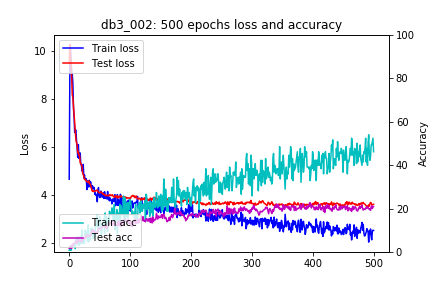 db3_002: 500 epochs loss and accuracy
Train loss
Test loss
Train acc
Test acc
Loss
10
8
6
4
2
Accuracy
100
80
60
40
20
0
0
100
200
300
400
500